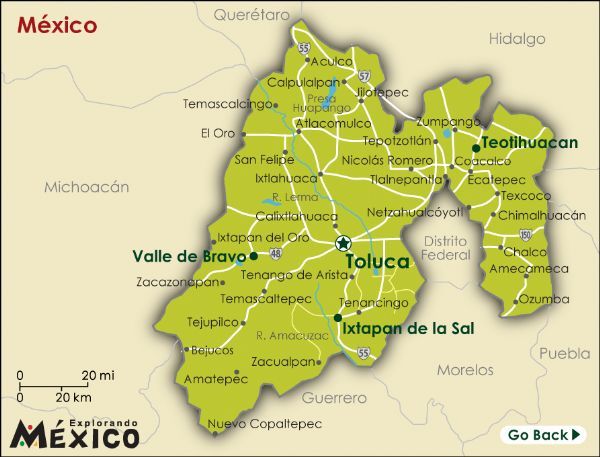 México
Querétaro
Hidalgo
55
Aculco
57
Calpulalpan
Jilotepec
Presa
Huapango
Temascalcingo
Zumpango
Atlacomulco
El Oro
Tepotzotlán
Teotihuacan
San Felipe
Nicolás Romero
Coacalco
Ixtlahuaca
Tlalnepantla
Ecatepec
Michoacán
R. Lerma
Texcoco
Netzahualcóyotl
Chimalhuacán
Calixtlahuaca
Ixtapan del Oro
150
Distrito
Federal
Valle de Bravo
48
Toluca
Chalco
Zacazonapan
Tenango de Arista
Amecameca
Temascaltepec
Tenancingo
Ozumba
Tejupilco
Ixtapan de la Sal
R. Amacuzac
Bejucos
55
Puebla
Zacualpan
Amatepec
Morelos
0 20 mi
0 20 km
Guerrero
Nuevo Copaltepec
Explorando
MÉXICO
Go Back